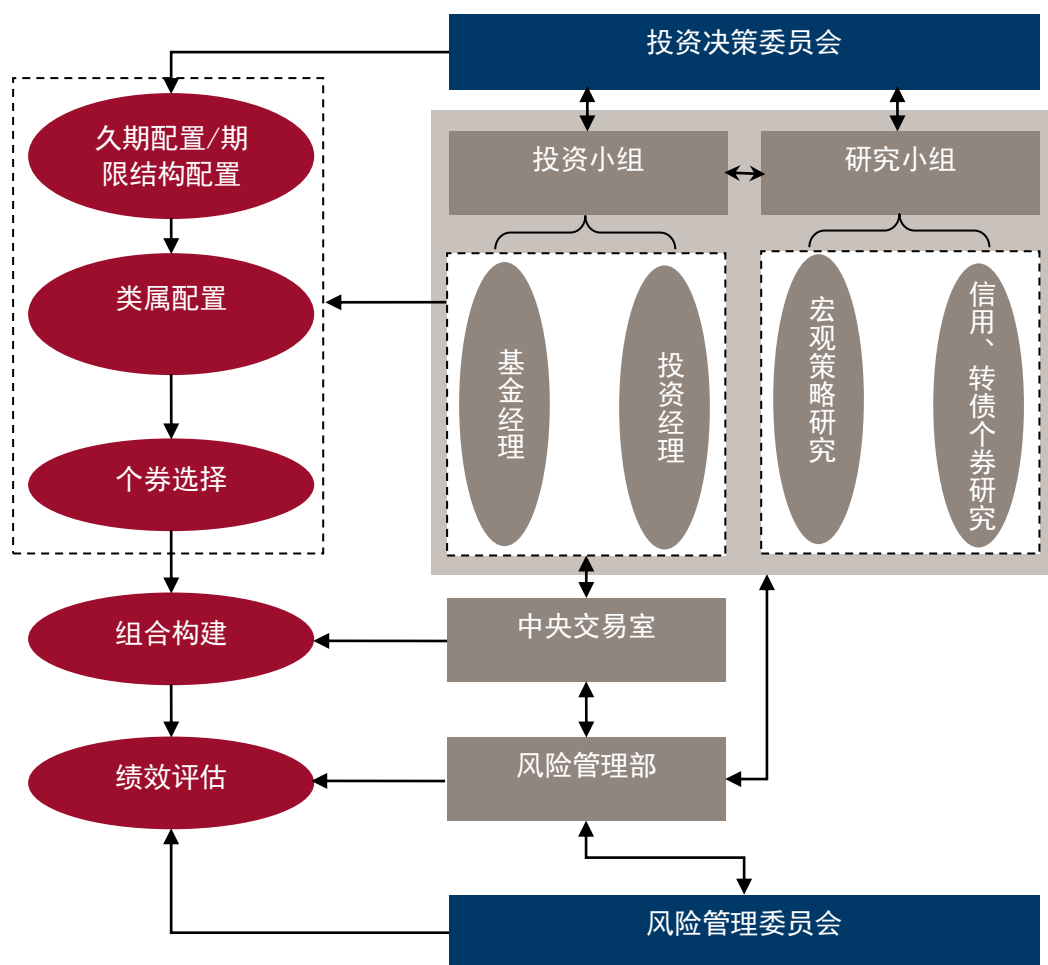 投资决策委员会
久期配置/期
限结构配置
投资小组
研究小组
类属配置
基金经理
投资经理
宏观策略研究
信用、转债个券研究
个券选择
组合构建
中央交易室
绩效评估
风险管理部
风险管理委员会